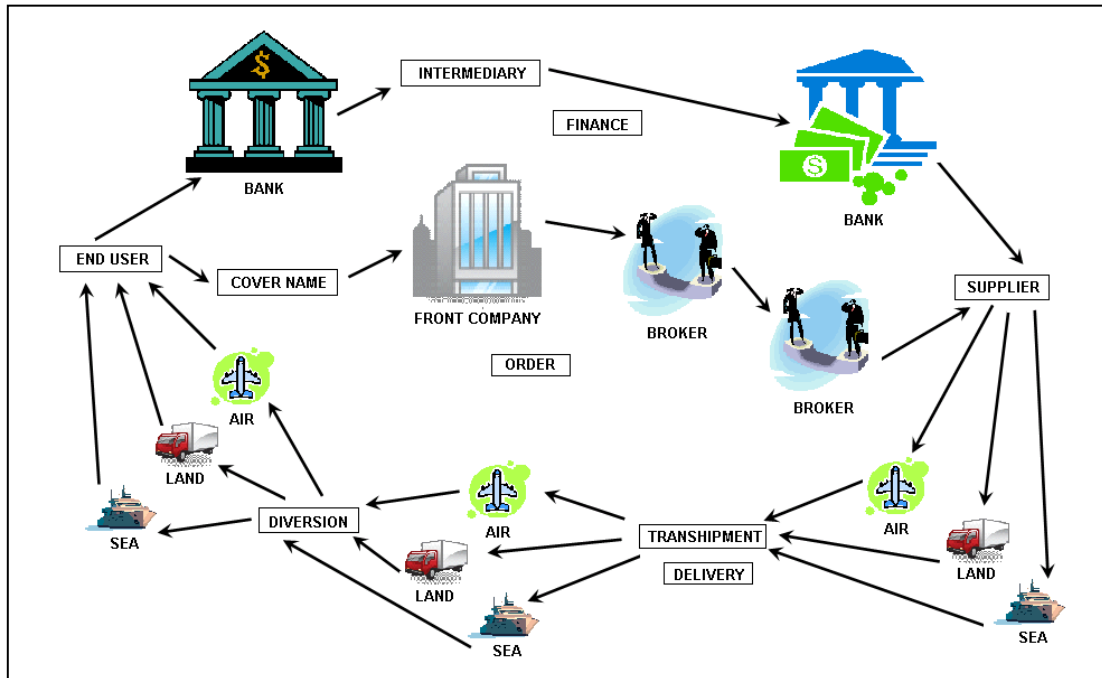 $
INTERMEDIARY
FINANCE
$
BANK
BANK
END USER
COVER NAME
FRONT COMPANY
BROKER
SUPPLIER
ORDER
BROKER
AIR
LAND
SEA
DIVERSION
AIR
LAND
SEA
TRANSHIPMENT
DELIVERY
AIR
LAND
SEA